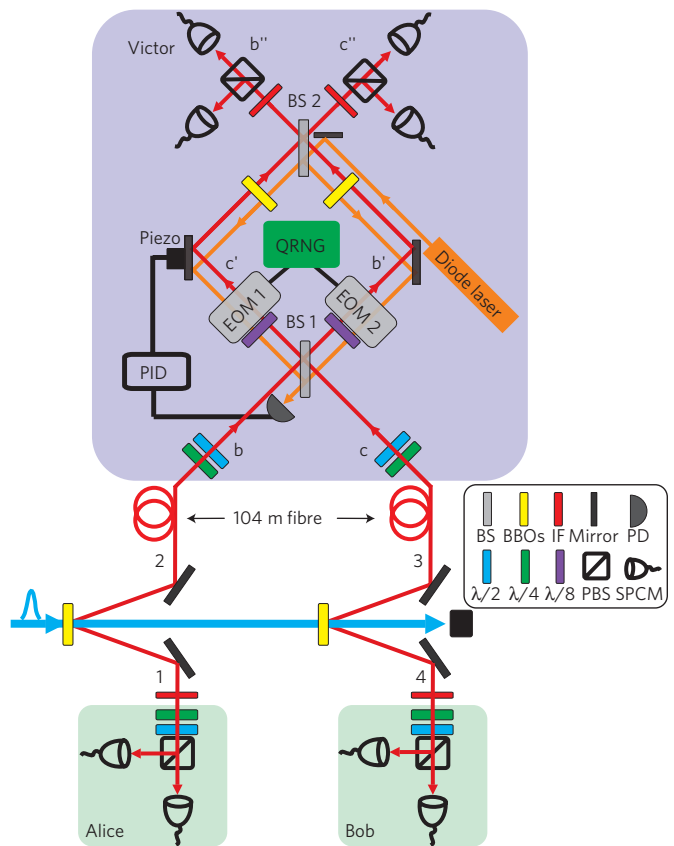 Victor
b"
c"
BS 2
Piezo
QRNG
c'
b'
Diode laser
EOM 1
EOM 2
BS 1
PID
b
c
104 m fibre
2
3
BS BBOs IF Mirror PD
λ/2 λ/4 λ/8 PBS SPCM
1
4
Alice
Bob